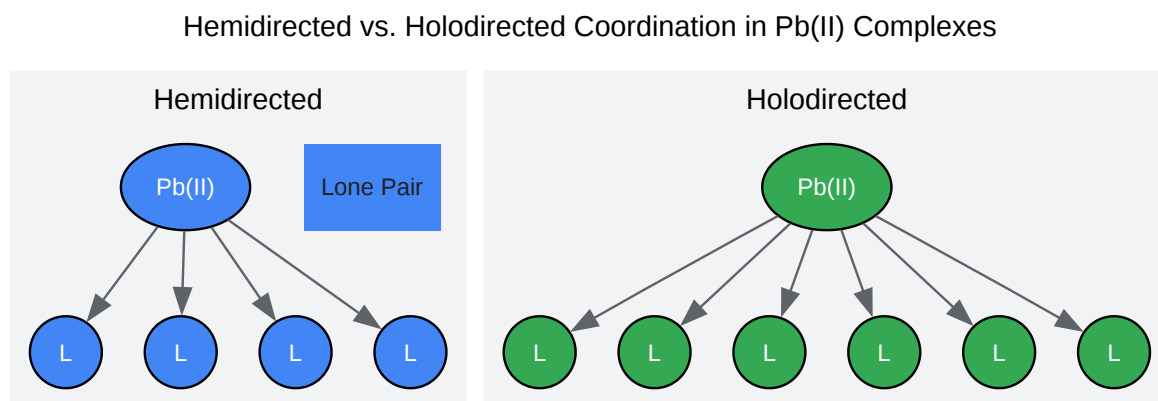 Hemidirected vs. Holodirected Coordination in Pb(II) Complexes
Hemidirected
Pb(II)
Lone Pair
L
L
L
L
Holodirected
Pb(II)
L
L
L
L
L
L